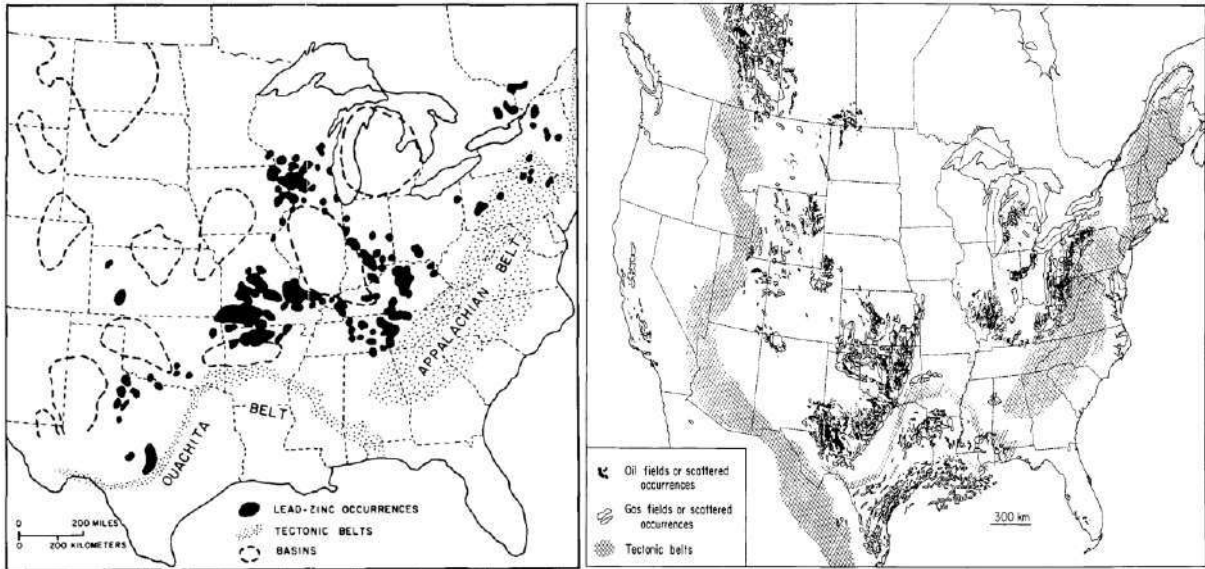 APPALACHIAN BELT
OUACHITA
BELT
0 200 MILES
0 200 KILOMETERS
LEAD-ZINC OCCURRENCES
TECTONIC BELTS
BASINS
Oil fields or scattered
occurrences
Gas fields or scattered
occurrences
Tectonic belts
300 km